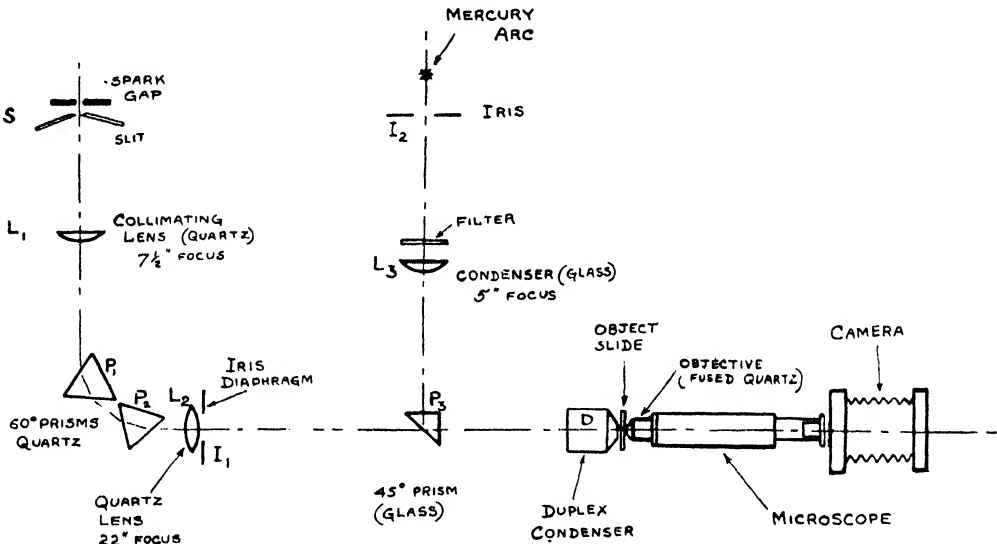 MERCURY
ARC
SPARK
GAP
S
SLIT
I2
IRIS
L1
COLLIMATING
LENS (QUARTZ)
7½" FOCUS
FILTER
L3
CONDENSER (GLASS)
5" FOCUS
OBJECT
SLIDE
CAMERA
OBJECTIVE
(FUSED QUARTZ)
P1
P2
L2
IRIS
DIAPHRAGM
P3
60° PRISMS
QUARTZ
I1
D
45° PRISM
(GLASS)
QUARTZ
LENS
22" FOCUS
DUPLEX
CONDENSER
MICROSCOPE